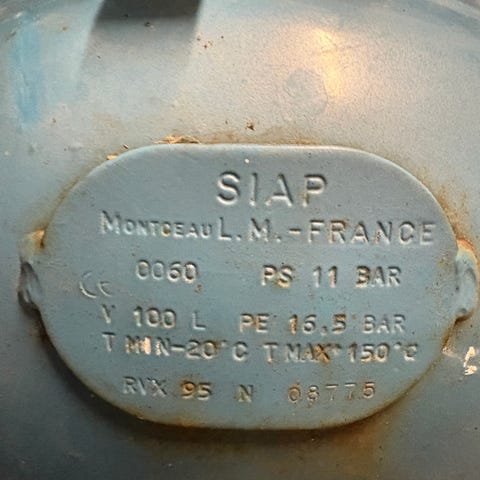 SIAP
MONTCEAU L.M.-FRANCE
CE 0060 PS 11 BAR
V 100 L PE 16.5 BAR
T MIN-20°C T MAX 150°C
RVX 95 N 08775